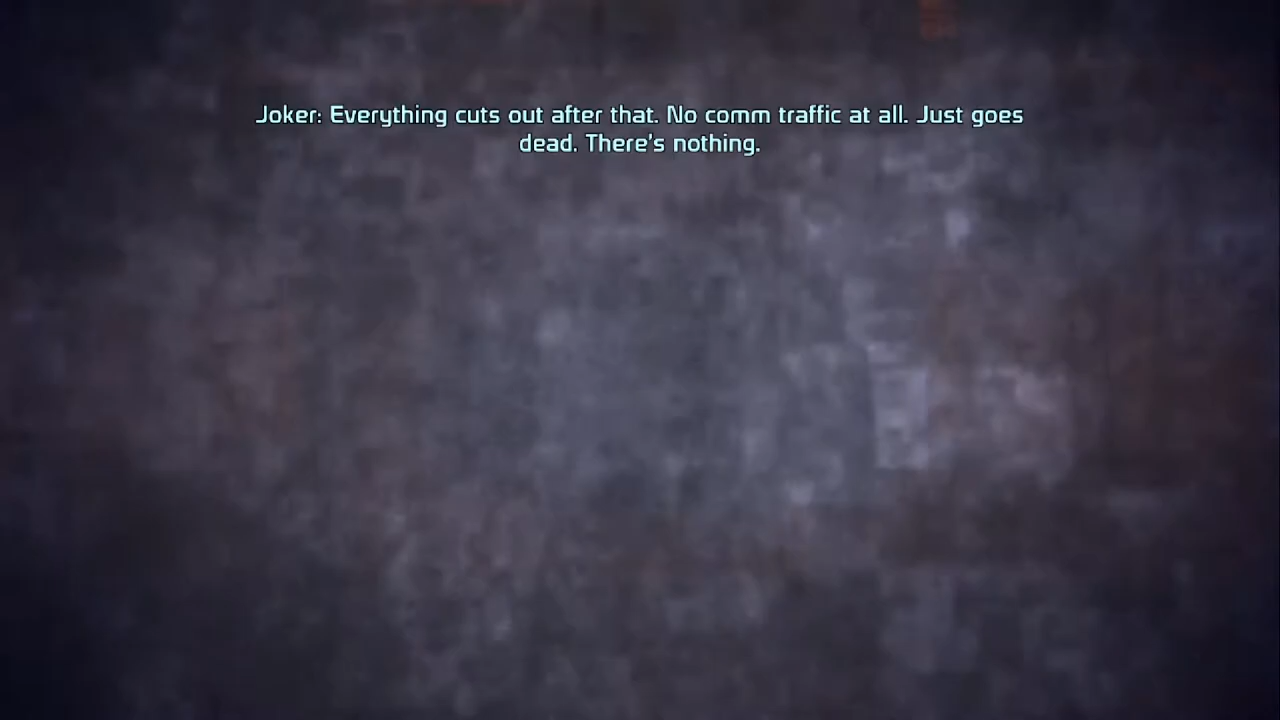 Joker: Everything cuts out after that. No comm traffic at all. Just goes
dead. There's nothing.